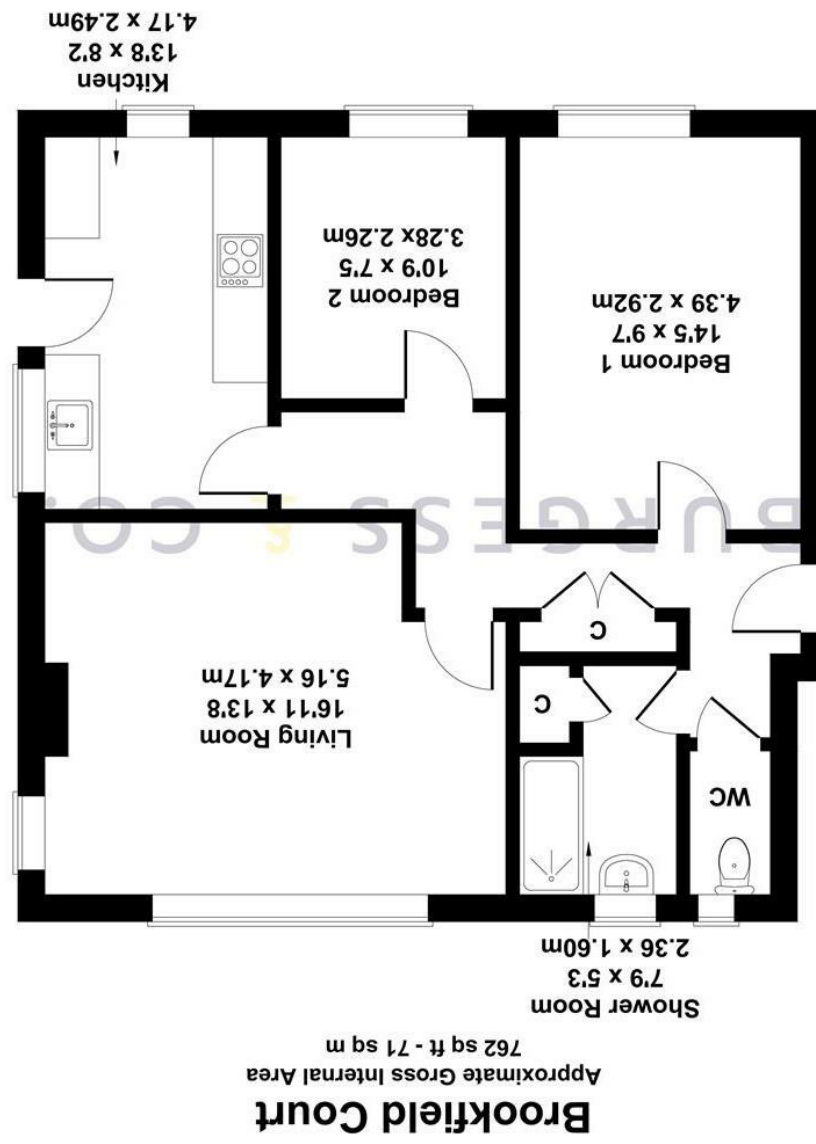 Brookfield Court
Approximate Gross Internal Area
762 sq ft - 71 sq m
Shower Room
7'9 x 5'3
2.36 x 1.60m
WC
C
C
Living Room
16'11 x 13'8
5.16 x 4.17m
BURGESS & CO.
Bedroom 1
14'5 x 9'7
4.39 x 2.92m
Bedroom 2
10'9 x 7'5
3.28x 2.26m
Kitchen
13'8 x 8'2
4.17 x 2.49m